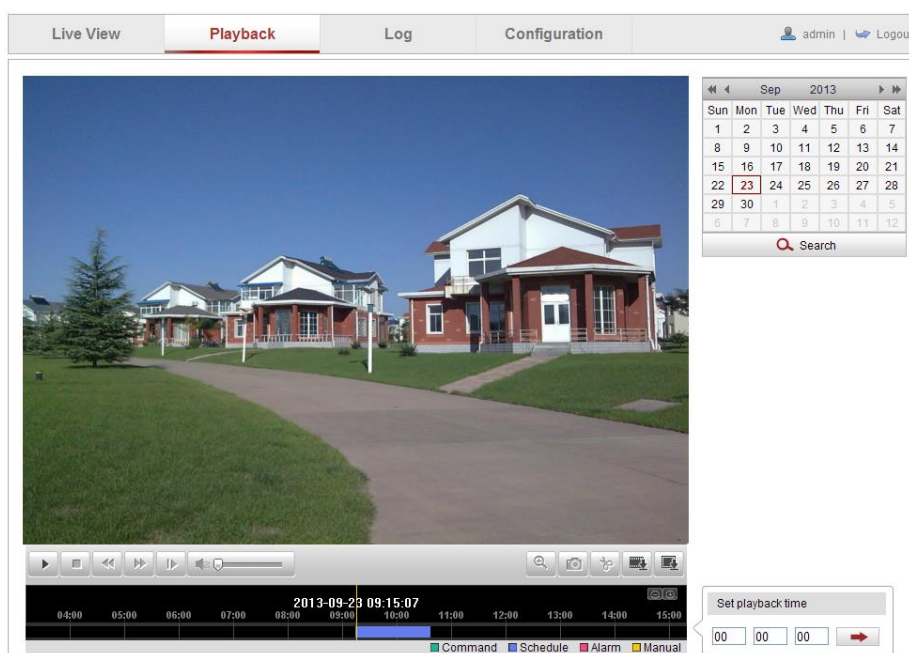 Live View Playback Log Configuration admin | Logou
Sep 2013
Sun Mon Tue Wed Thu Fri Sat
1 2 3 4 5 6 7
8 9 10 11 12 13 14
15 16 17 18 19 20 21
22 23 24 25 26 27 28
29 30 1 2 3 4 5
6 7 8 9 10 11 12
Search
2013-09-23 09:15:07
04:00 05:00 06:00 07:00 08:00 09:00 10:00 11:00 12:00 13:00 14:00 15:00
Command Schedule Alarm Manual
Set playback time
00 00 00